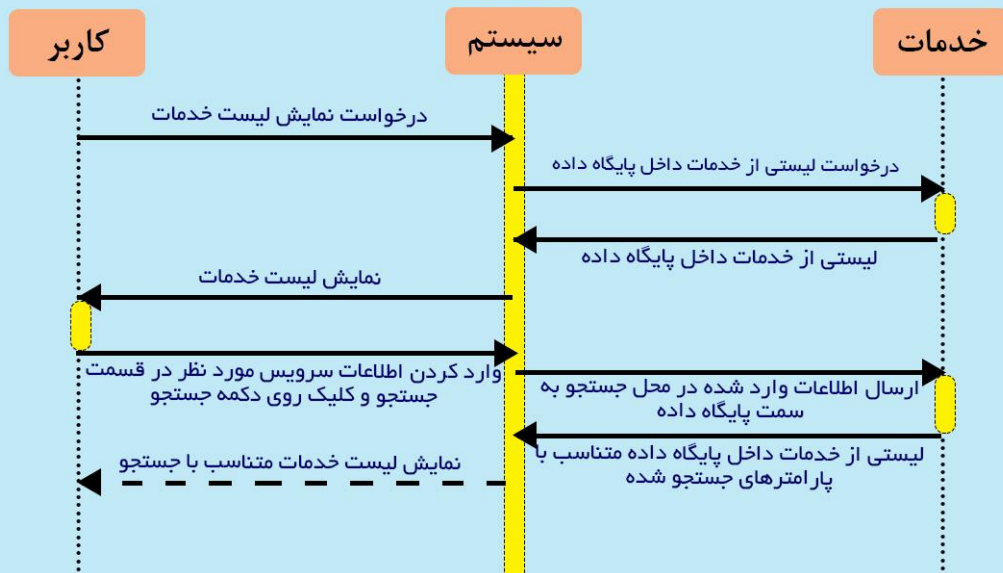 کاربر
سیستم
خدمات
درخواست نمایش لیست خدمات
درخواست لیستی از خدمات داخل پایگاه داده
لیستی از خدمات داخل پایگاه داده
نمایش لیست خدمات
وارد کردن اطلاعات سرویس مورد نظر در قسمت
جستجو و کلیک روی دکمه جستجو
ارسال اطلاعات وارد شده در محل جستجو به
سمت پایگاه داده
لیستی از خدمات داخل پایگاه داده متناسب با
پارامترهای جستجو شده
نمایش لیست خدمات متناسب با جستجو